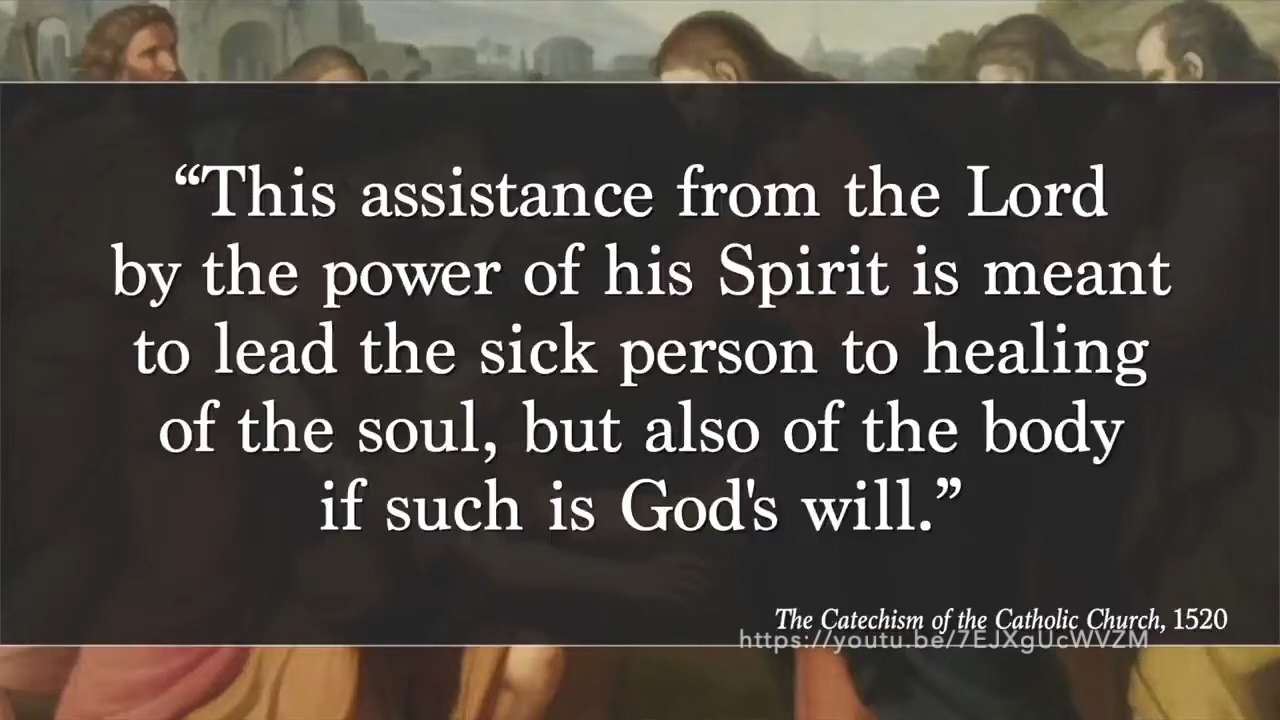 “This assistance from the Lord
by the power of his Spirit is meant
to lead the sick person to healing
of the soul, but also of the body
if such is God's will.”
The Catechism of the Catholic Church, 1520
https://youtu.be/7EJXgUcWVZM